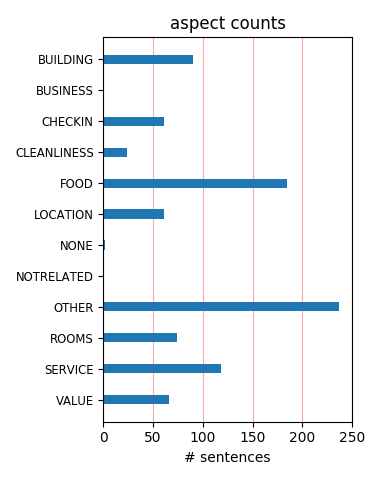 aspect counts
BUILDING
BUSINESS
CHECKIN
CLEANLINESS
FOOD
LOCATION
NONE
NOTRELATED
OTHER
ROOMS
SERVICE
VALUE
0 50 100 150 200 250
# sentences